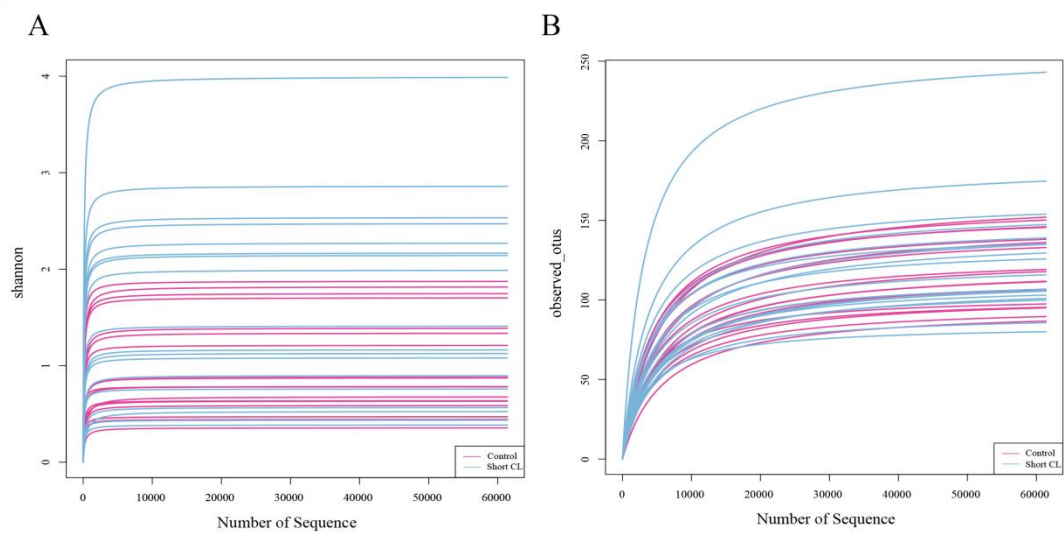 A
shannon
4
3
2
1
0
0 10000 20000 30000 40000 50000 60000
Number of Sequence
Control
Short CL
B
observed_otus
250
200
150
100
50
0
0 10000 20000 30000 40000 50000 60000
Number of Sequence
Control
Short CL